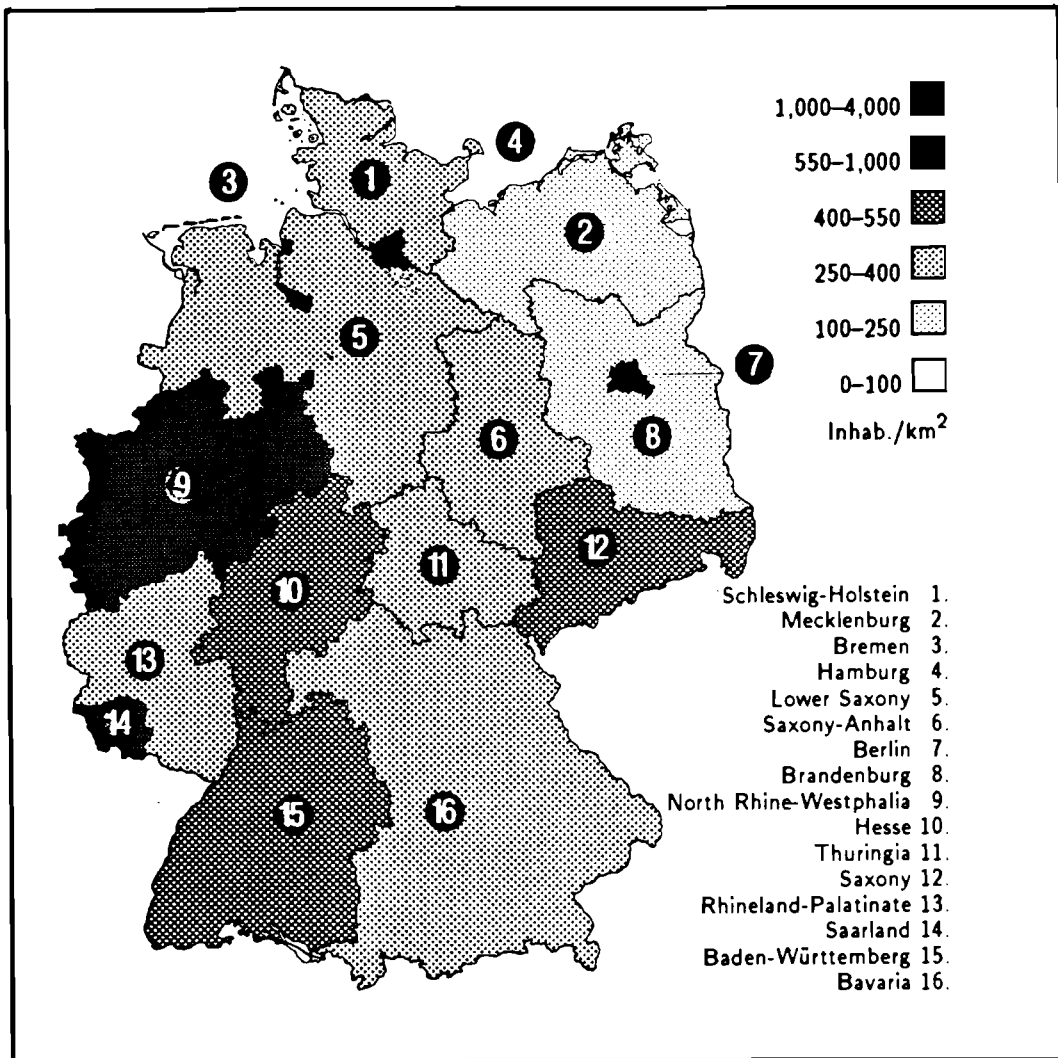 1,000–4,000
550–1,000
400–550
250–400
100–250
0–100
Inhab./km²
4
3
1
2
5
7
6
8
9
12
11
10
13
14
15
16
Schleswig-Holstein 1.
Mecklenburg 2.
Bremen 3.
Hamburg 4.
Lower Saxony 5.
Saxony-Anhalt 6.
Berlin 7.
Brandenburg 8.
North Rhine-Westphalia 9.
Hesse 10.
Thuringia 11.
Saxony 12.
Rhineland-Palatinate 13.
Saarland 14.
Baden-Württemberg 15.
Bavaria 16.